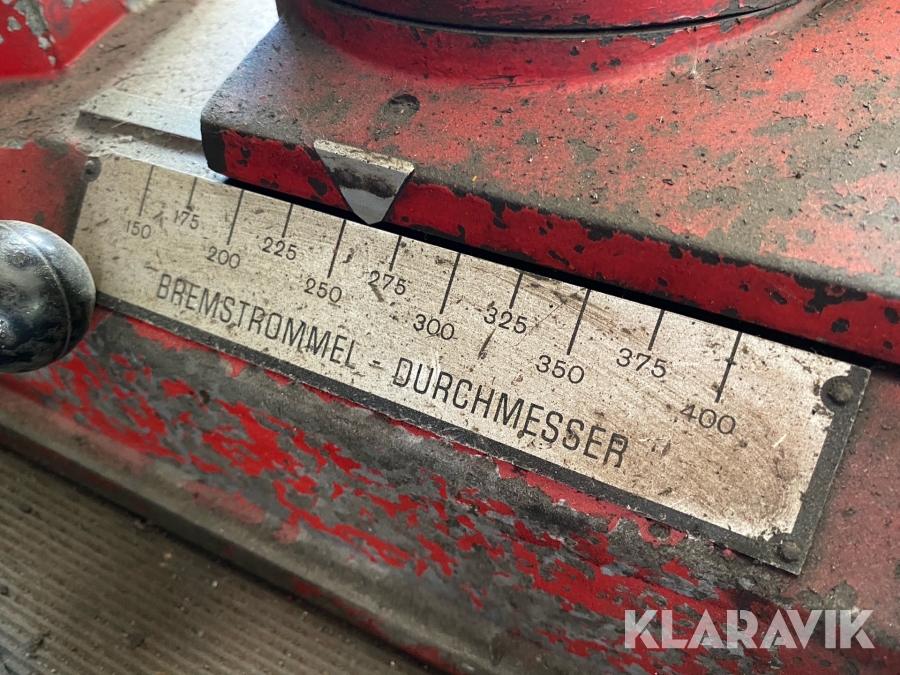 150 175 200 225 250 275 300 325 350 375 400
BREMSTROMMEL - DURCHMESSER
KLARAVIK